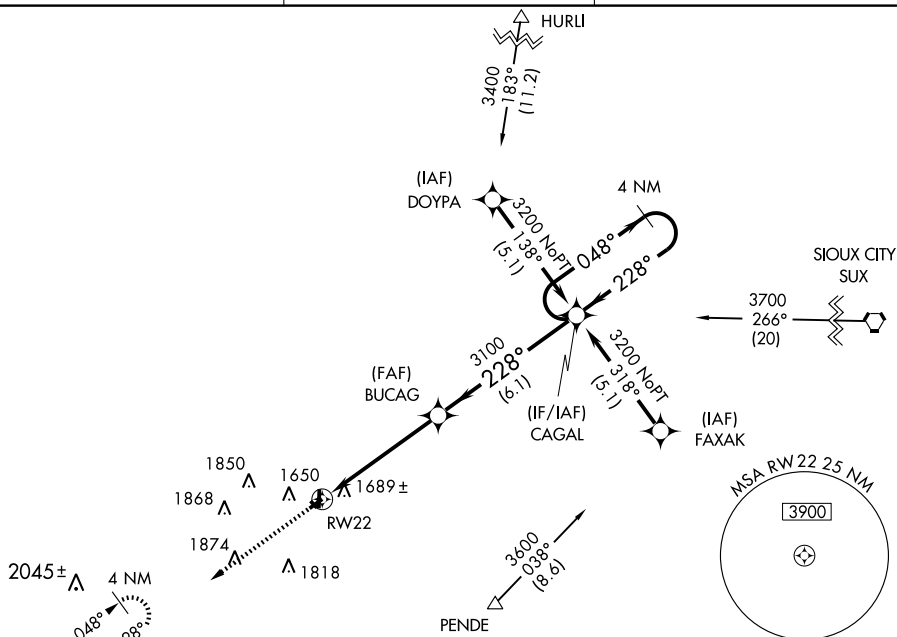 HURLI
3400
183°
(11.2)
(IAF)
DOYPA
3200 NoPT
138°
(5.1)
4 NM
048°
228°
SIOUX CITY
SUX
3700
266°
(20)
3100
228°
(6.1)
(FAF)
BUCAG
(IF/IAF)
CAGAL
3200 NoPT
318°
(5.1)
(IAF)
FAXAK
1850
1868
1650
1689±
RW22
1874
1818
2045±
4 NM
048°
3600
038°
(8.6)
PENDE
MSA RW22 25 NM
3900